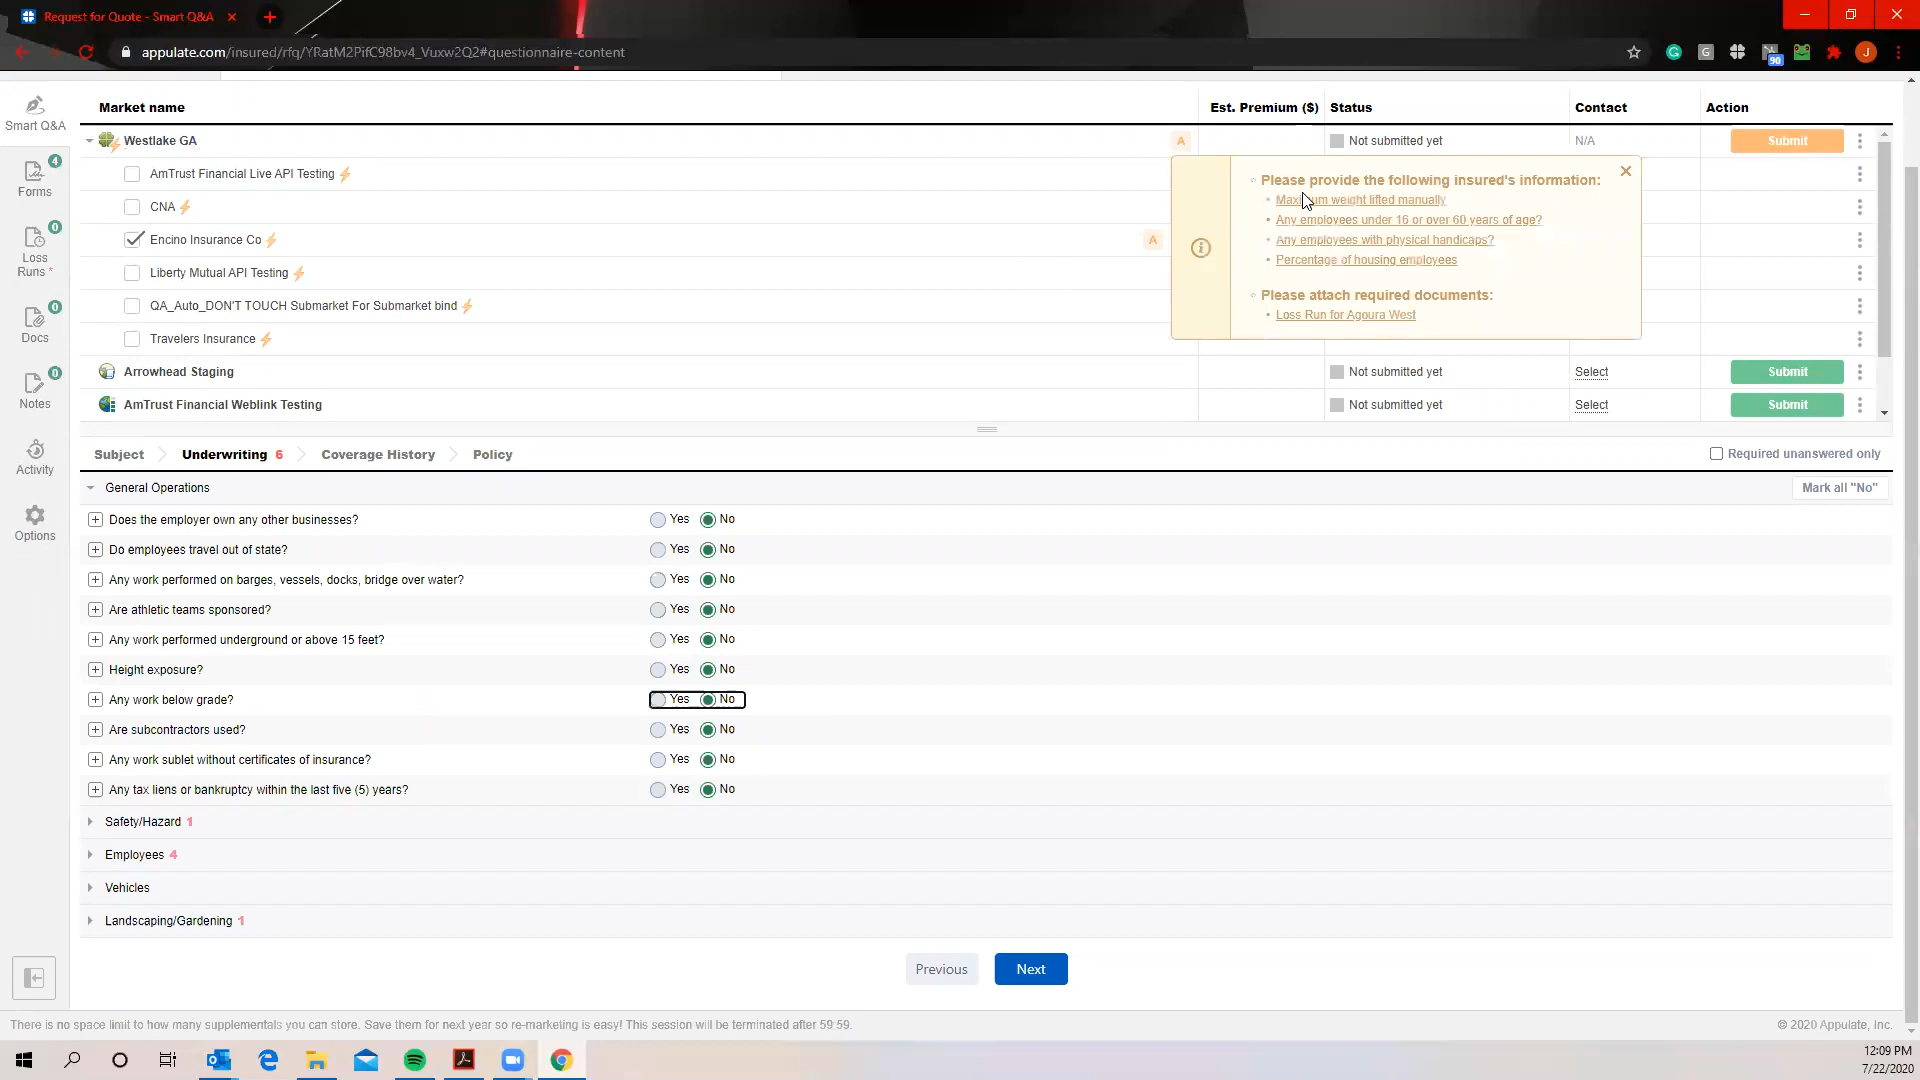 Request for Quote - Smart Q&A
appulate.com/insured/rfq/YRatM2PifC98bv4_Vuxw2Q2#questionnaire-content
G
90
J
Smart Q&A
4
Forms
0
Loss
Runs *
0
Docs
0
Notes
Activity
Options
Market name
Est. Premium ($)
Status
Contact
Action
Westlake GA
A
Not submitted yet
N/A
Submit
AmTrust Financial Live API Testing
CNA
Encino Insurance Co
A
Liberty Mutual API Testing
QA_Auto_DON'T TOUCH Submarket For Submarket bind
Travelers Insurance
Please provide the following insured's information:
Maximum weight lifted manually
Any employees under 16 or over 60 years of age?
Any employees with physical handicaps?
Percentage of housing employees
Please attach required documents:
Loss Run for Agoura West
Arrowhead Staging
Not submitted yet
Select
Submit
AmTrust Financial Weblink Testing
Not submitted yet
Select
Submit
Subject
Underwriting 6
Coverage History
Policy
Required unanswered only
General Operations
Mark all "No"
Does the employer own any other businesses? Yes No
Do employees travel out of state? Yes No
Any work performed on barges, vessels, docks, bridge over water? Yes No
Are athletic teams sponsored? Yes No
Any work performed underground or above 15 feet? Yes No
Height exposure? Yes No
Any work below grade? Yes No
Are subcontractors used? Yes No
Any work sublet without certificates of insurance? Yes No
Any tax liens or bankruptcy within the last five (5) years? Yes No
Safety/Hazard 1
Employees 4
Vehicles
Landscaping/Gardening 1
Previous
Next
There is no space limit to how many supplementals you can store. Save them for next year so re-marketing is easy! This session will be terminated after 59:59.
© 2020 Appulate, Inc.
12:09 PM
7/22/2020